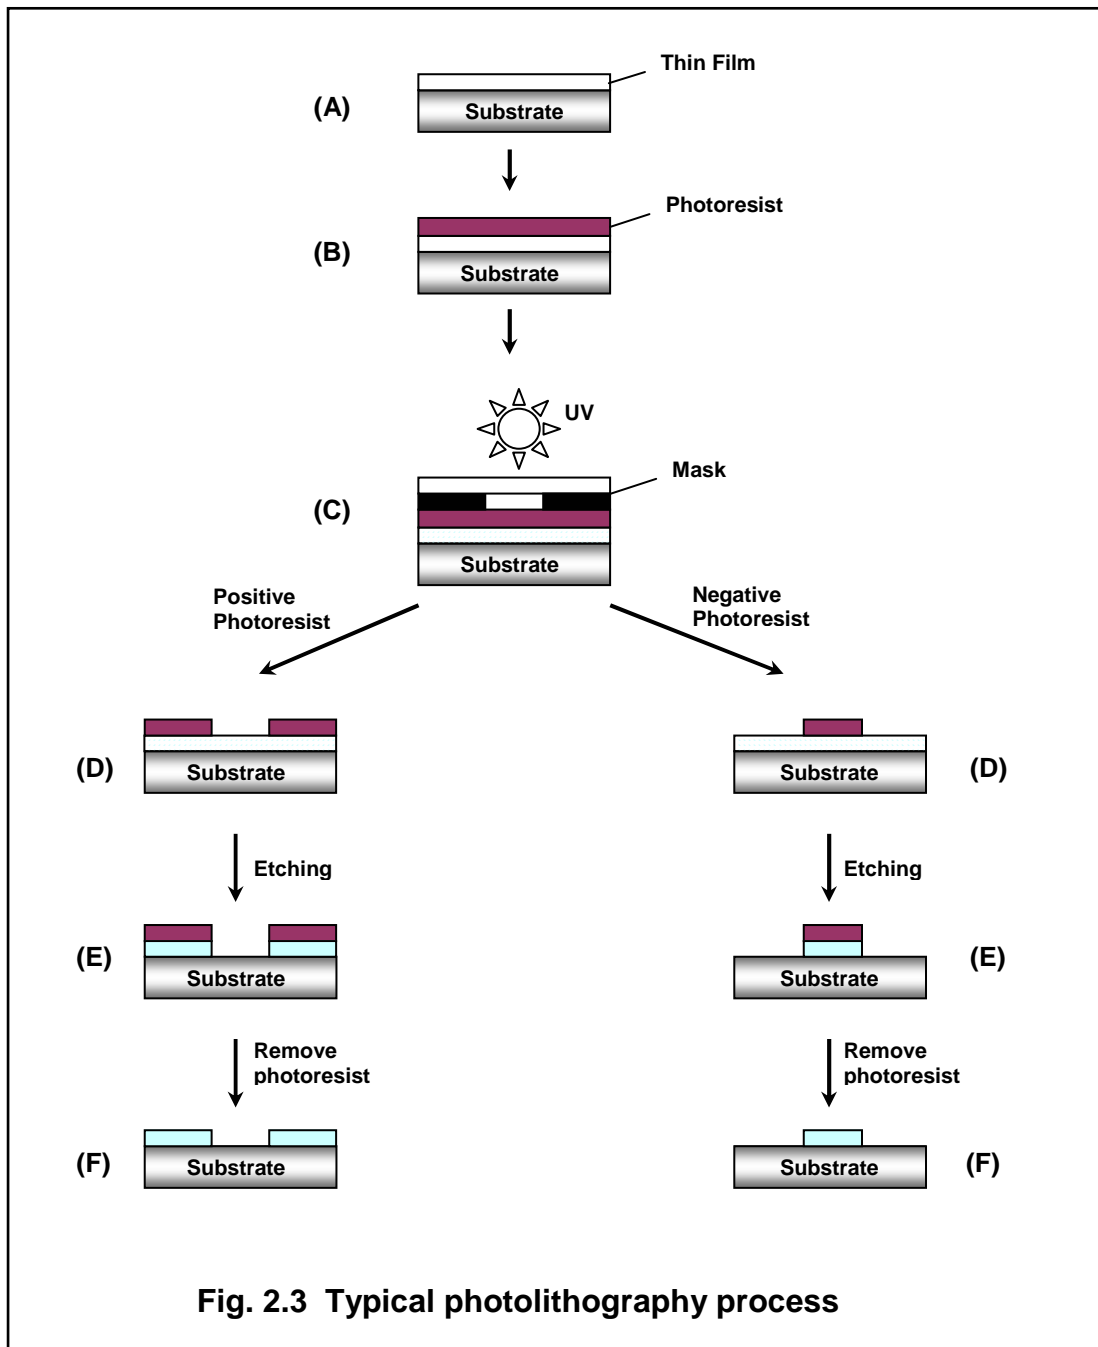 Thin Film
(A)
Substrate
Photoresist
(B)
Substrate
UV
Mask
(C)
Substrate
Positive
Photoresist
Negative
Photoresist
(D)
Substrate
Substrate
(D)
Etching
Etching
(E)
Substrate
Substrate
(E)
Remove
photoresist
Remove
photoresist
(F)
Substrate
Substrate
(F)
Fig. 2.3 Typical photolithography process